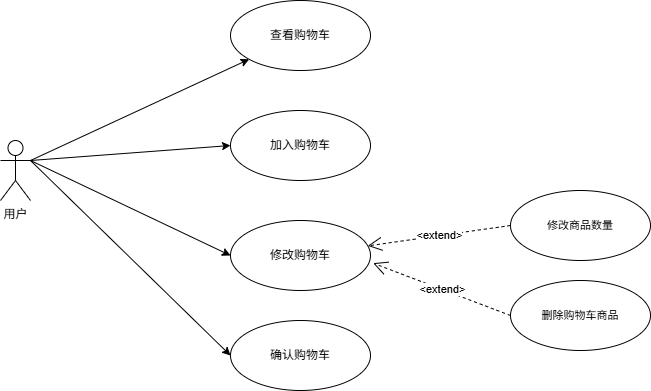 查看购物车
加入购物车
用户
修改购物车
<extend>
修改商品数量
<extend>
删除购物车商品
确认购物车